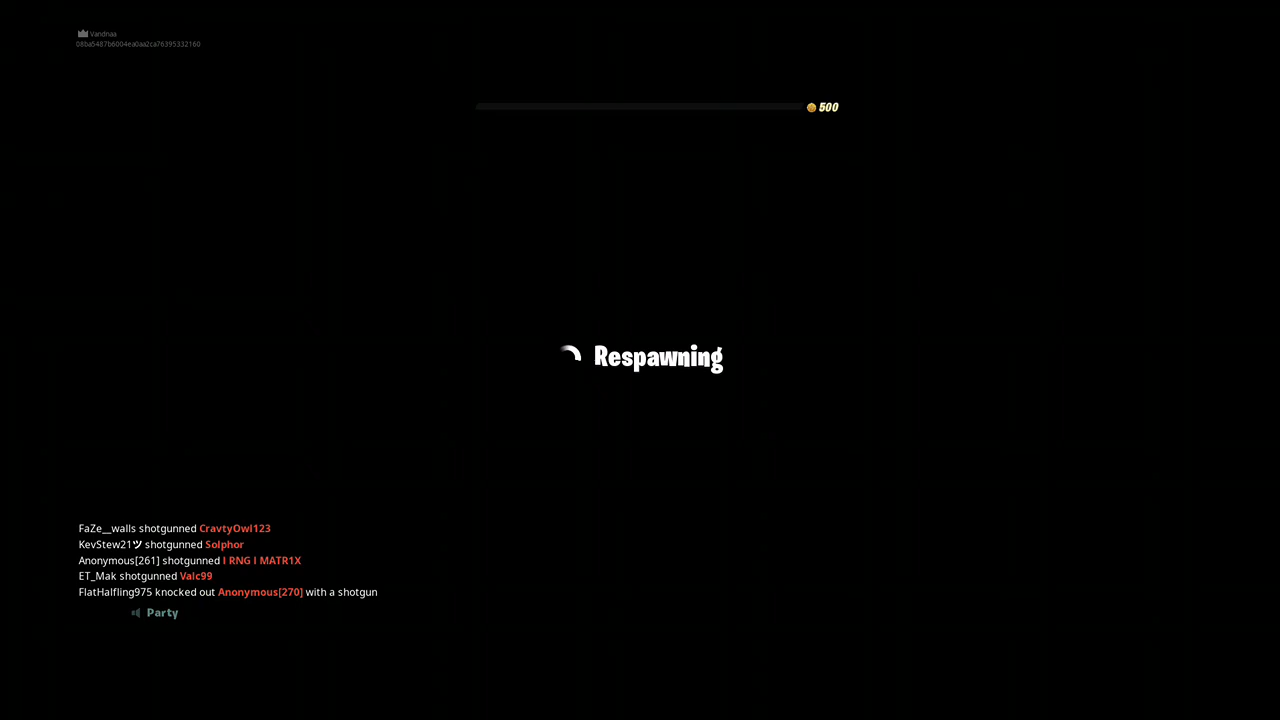 Vandnaa
08ba5487b6004ea0aa2ca76395332160
500
Respawning
FaZe__walls shotgunned CravtyOwl123
KevStew21ツ shotgunned Solphor
Anonymous[261] shotgunned I RNG I MATR1X
ET_Mak shotgunned Valc99
FlatHalfling975 knocked out Anonymous[270] with a shotgun
Party